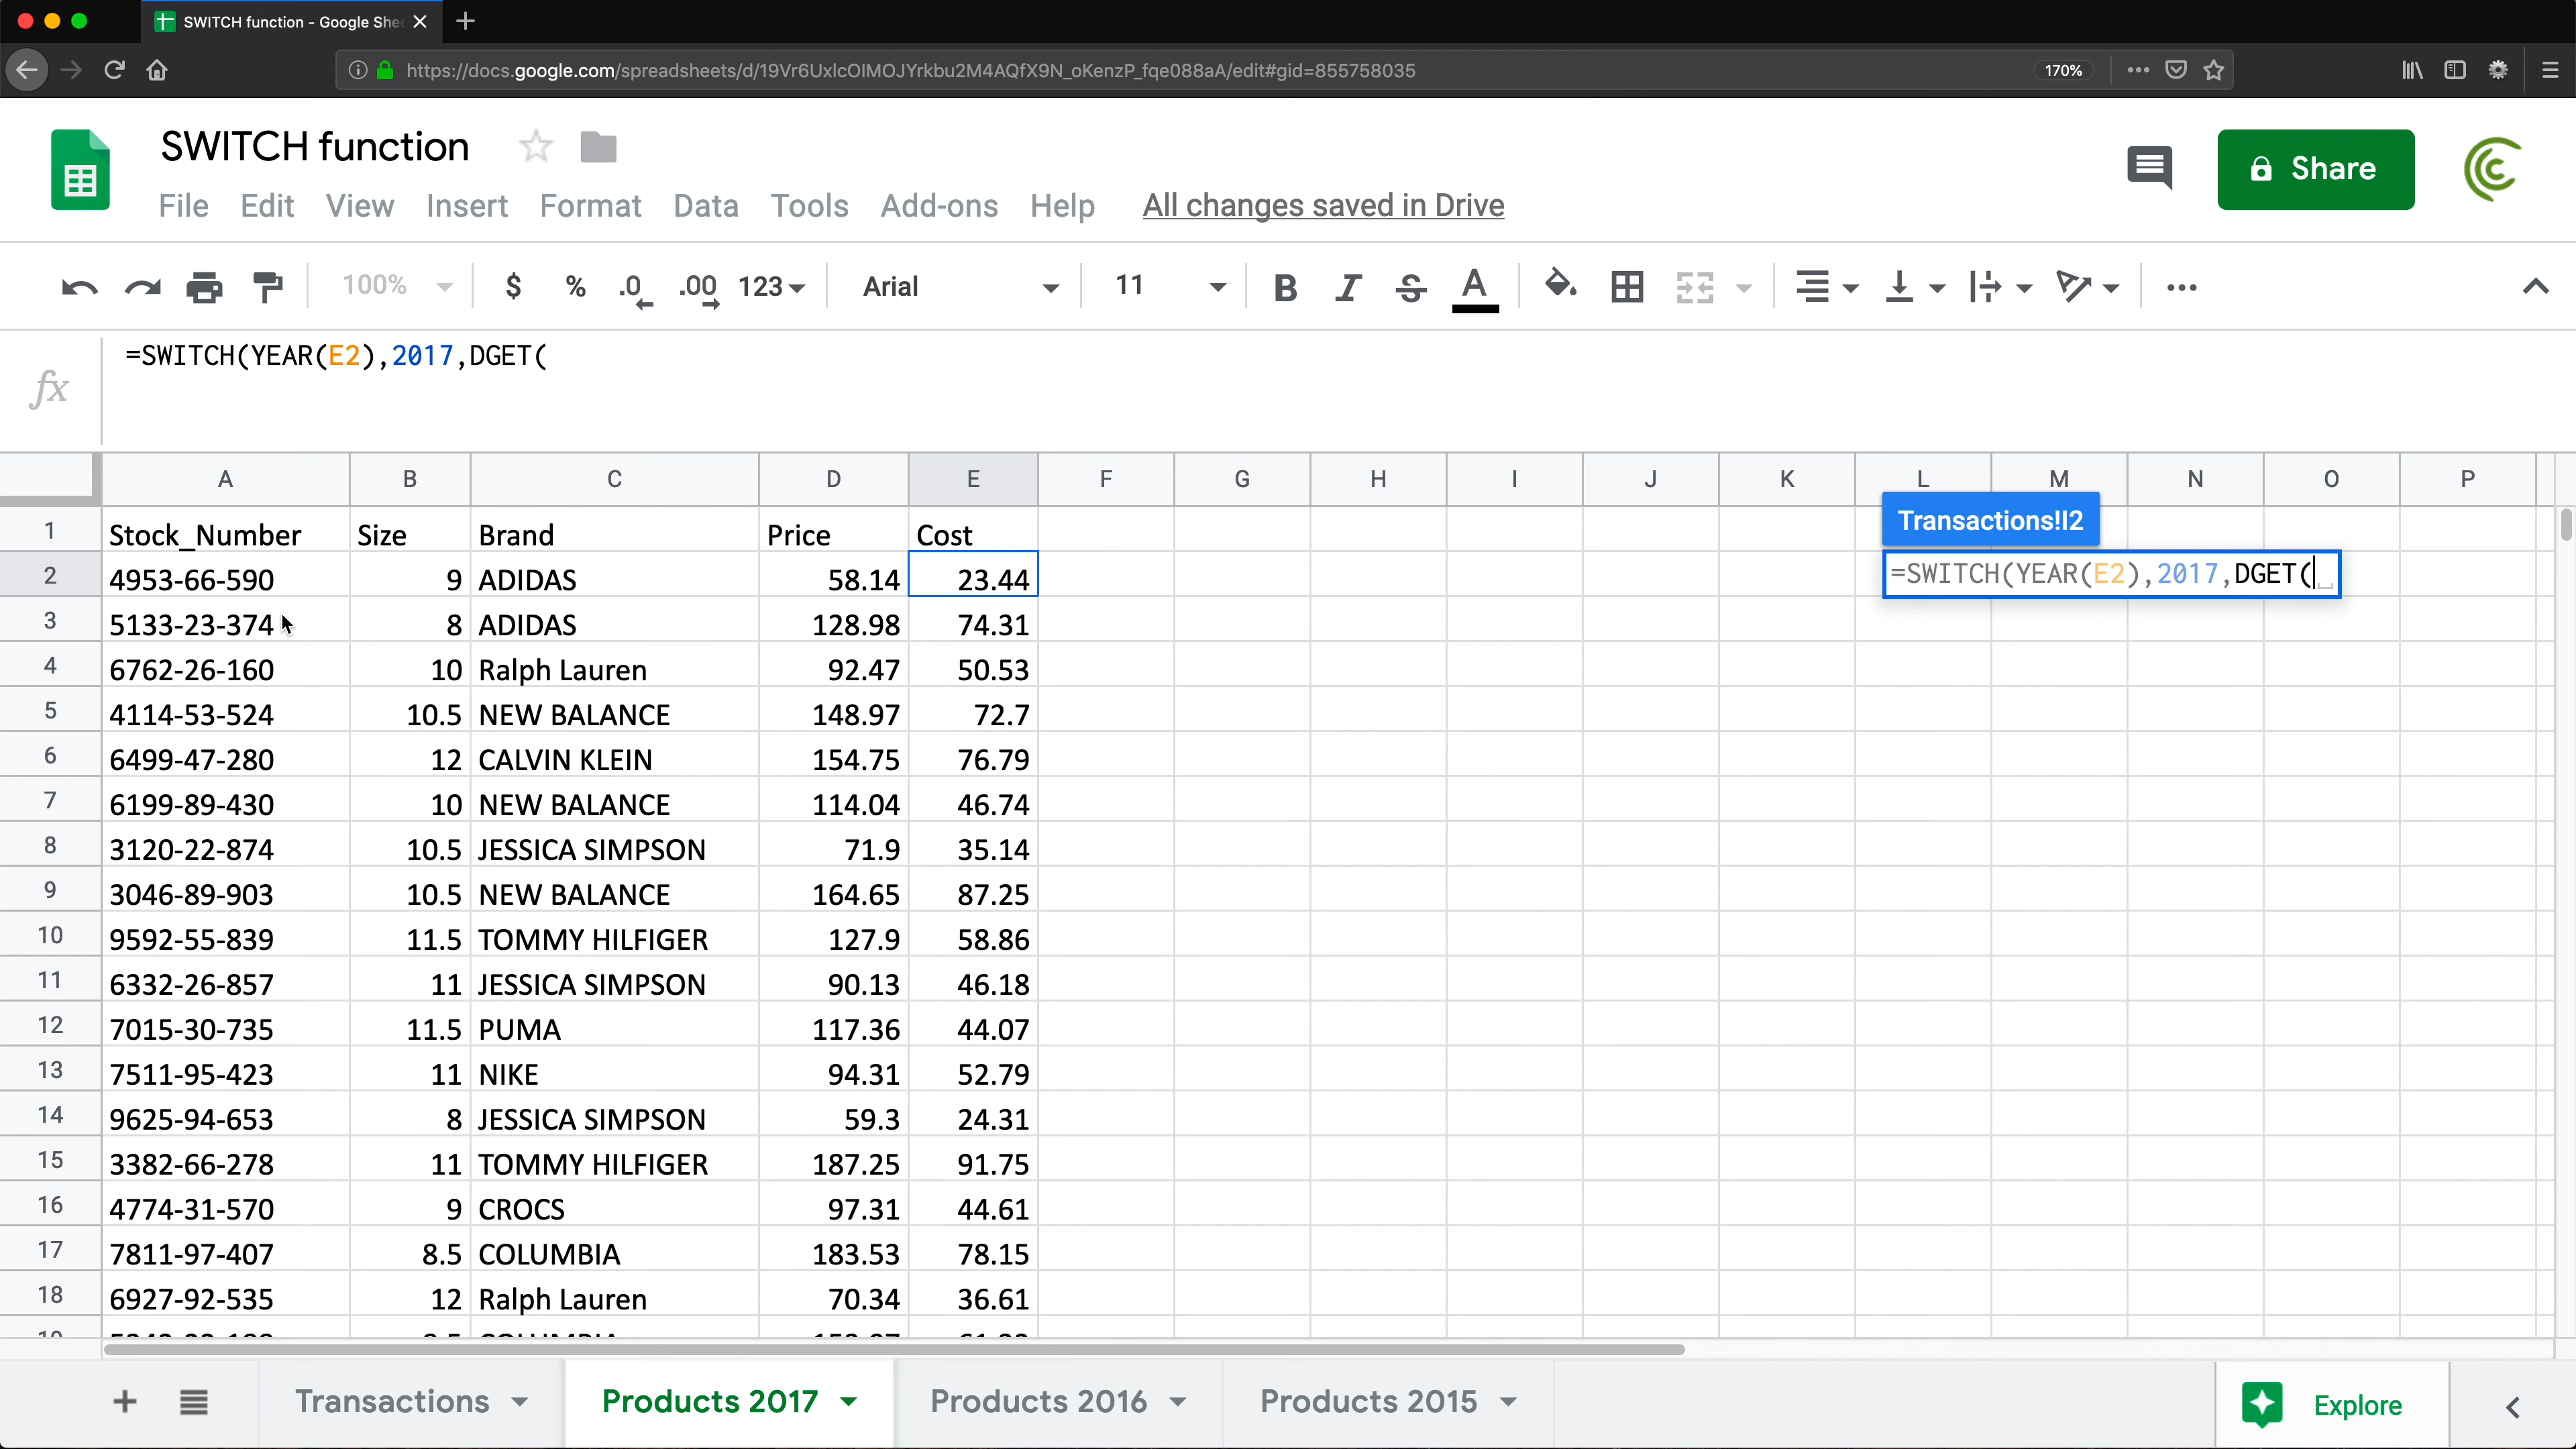 SWITCH function - Google Shee
https://docs.google.com/spreadsheets/d/19Vr6UxlcOIMOJYrkbu2M4AQfX9N_oKenzP_fqe088aA/edit#gid=855758035 170%
SWITCH function
Share
File Edit View Insert Format Data Tools Add-ons Help All changes saved in Drive
100% $ % .0 .00 123 Arial 11 B I S A
fx =SWITCH(YEAR(E2),2017,DGET(
A B C D E F G H I J K L M N O P
Transactions!I2
1 Stock_Number Size Brand Price Cost
2 4953-66-590 9 ADIDAS 58.14 23.44 =SWITCH(YEAR(E2),2017,DGET(
3 5133-23-374 8 ADIDAS 128.98 74.31
4 6762-26-160 10 Ralph Lauren 92.47 50.53
5 4114-53-524 10.5 NEW BALANCE 148.97 72.7
6 6499-47-280 12 CALVIN KLEIN 154.75 76.79
7 6199-89-430 10 NEW BALANCE 114.04 46.74
8 3120-22-874 10.5 JESSICA SIMPSON 71.9 35.14
9 3046-89-903 10.5 NEW BALANCE 164.65 87.25
10 9592-55-839 11.5 TOMMY HILFIGER 127.9 58.86
11 6332-26-857 11 JESSICA SIMPSON 90.13 46.18
12 7015-30-735 11.5 PUMA 117.36 44.07
13 7511-95-423 11 NIKE 94.31 52.79
14 9625-94-653 8 JESSICA SIMPSON 59.3 24.31
15 3382-66-278 11 TOMMY HILFIGER 187.25 91.75
16 4774-31-570 9 CROCS 97.31 44.61
17 7811-97-407 8.5 COLUMBIA 183.53 78.15
18 6927-92-535 12 Ralph Lauren 70.34 36.61
Transactions Products 2017 Products 2016 Products 2015 Explore